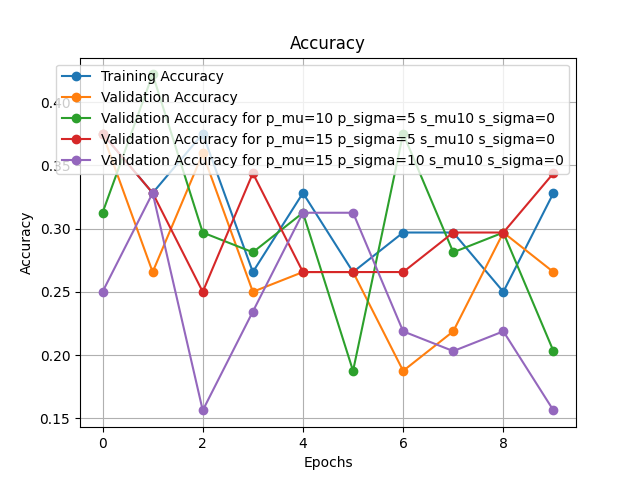 Accuracy
Training Accuracy
Validation Accuracy
Validation Accuracy for p_mu=10 p_sigma=5 s_mu10 s_sigma=0
Validation Accuracy for p_mu=15 p_sigma=5 s_mu10 s_sigma=0
Validation Accuracy for p_mu=15 p_sigma=10 s_mu10 s_sigma=0
0.40
0.35
0.30
0.25
0.20
0.15
Accuracy
0 2 4 6 8
Epochs